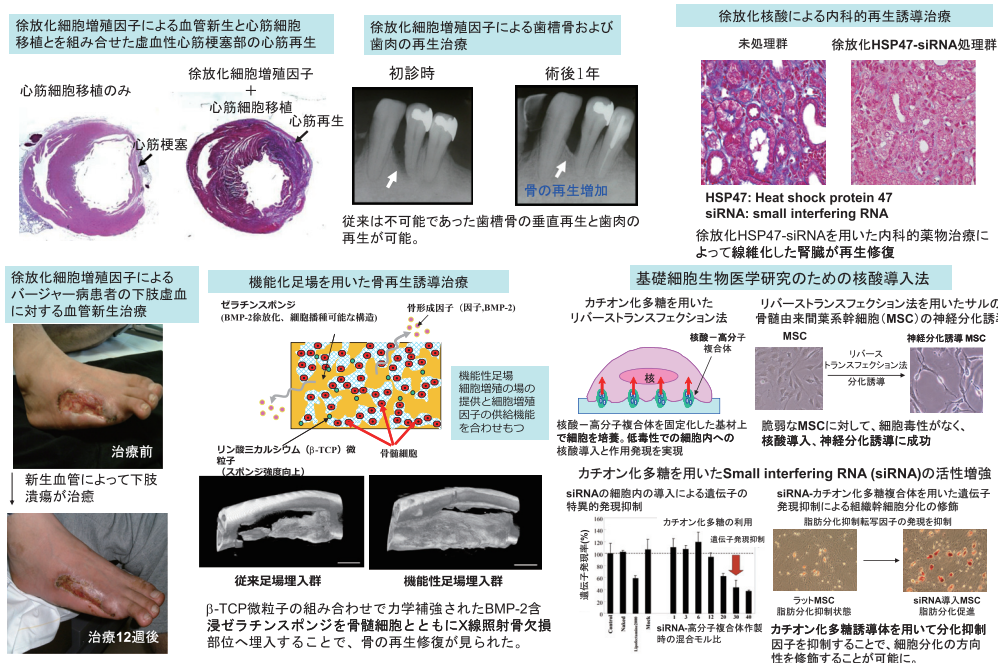 徐放化細胞増殖因子による血管新生と心筋細胞
移植とを組み合せた虚血性心筋梗塞部の心筋再生
心筋細胞移植のみ
徐放化細胞増殖因子
+
心筋細胞移植
心筋再生
心筋梗塞
徐放化細胞増殖因子による歯槽骨および
歯肉の再生治療
初診時
術後1年
骨の再生増加
従来は不可能であった歯槽骨の垂直再生と歯肉の
再生が可能。
徐放化核酸による内科的再生誘導治療
未処理群
徐放化HSP47-siRNA処理群
HSP47: Heat shock protein 47
siRNA: small interfering RNA
徐放化HSP47-siRNAを用いた内科的薬物治療に
よって線維化した腎臓が再生修復
徐放化細胞増殖因子による
バージャー病患者の下肢虚血
に対する血管新生治療
治療前
新生血管によって下肢
潰瘍が治癒
治療12週後
機能化足場を用いた骨再生誘導治療
ゼラチンスポンジ
(BMP-2徐放化、細胞播種可能な構造)
骨形成因子(因子,BMP-2)
機能性足場
細胞増殖の場の
提供と細胞増殖
因子の供給機能
を合わせもつ
リン酸三カルシウム(β-TCP)微
粒子
(スポンジ強度向上)
骨髄細胞
従来足場埋入群
機能性足場埋入群
β-TCP微粒子の組み合わせで力学補強されたBMP-2含
浸ゼラチンスポンジを骨髄細胞とともにX線照射骨欠損
部位へ埋入することで、骨の再生修復が見られた。
基礎細胞生物医学研究のための核酸導入法
カチオン化多糖を用いた
リバーストランスフェクション法
核酸ー高分子
複合体
核
核酸ー高分子複合体を固定化した基材上
で細胞を培養。低毒性での細胞内への
核酸導入と作用発現を実現
リバーストランスフェクション法を用いたサルの
骨髄由来間葉系幹細胞(MSC)の神経分化誘導
MSC
リバース
トランスフェクション法
分化誘導
神経分化誘導 MSC
脆弱なMSCに対して、細胞毒性がなく、
核酸導入、神経分化誘導に成功
カチオン化多糖を用いたSmall interfering RNA (siRNA)の活性増強
siRNAの細胞内の導入による遺伝子の
特異的発現抑制
遺伝子発現率(%)
160
140
120
100
80
60
40
20
0
カチオン化多糖の利用
遺伝子発現抑制
Control
Naked
Lipofectamine2000
Mock
1
3
6
12
20
30
40
siRNA-高分子複合体作製
時の混合モル比
siRNA-カチオン化多糖複合体を用いた遺伝子
発現抑制による組織幹細胞分化の修飾
脂肪分化抑制転写因子の発現を抑制
ラットMSC
脂肪分化抑制状態
siRNA導入MSC
脂肪分化促進
カチオン化多糖誘導体を用いて分化抑制
因子を抑制することで、細胞分化の方向
性を修飾することが可能に。